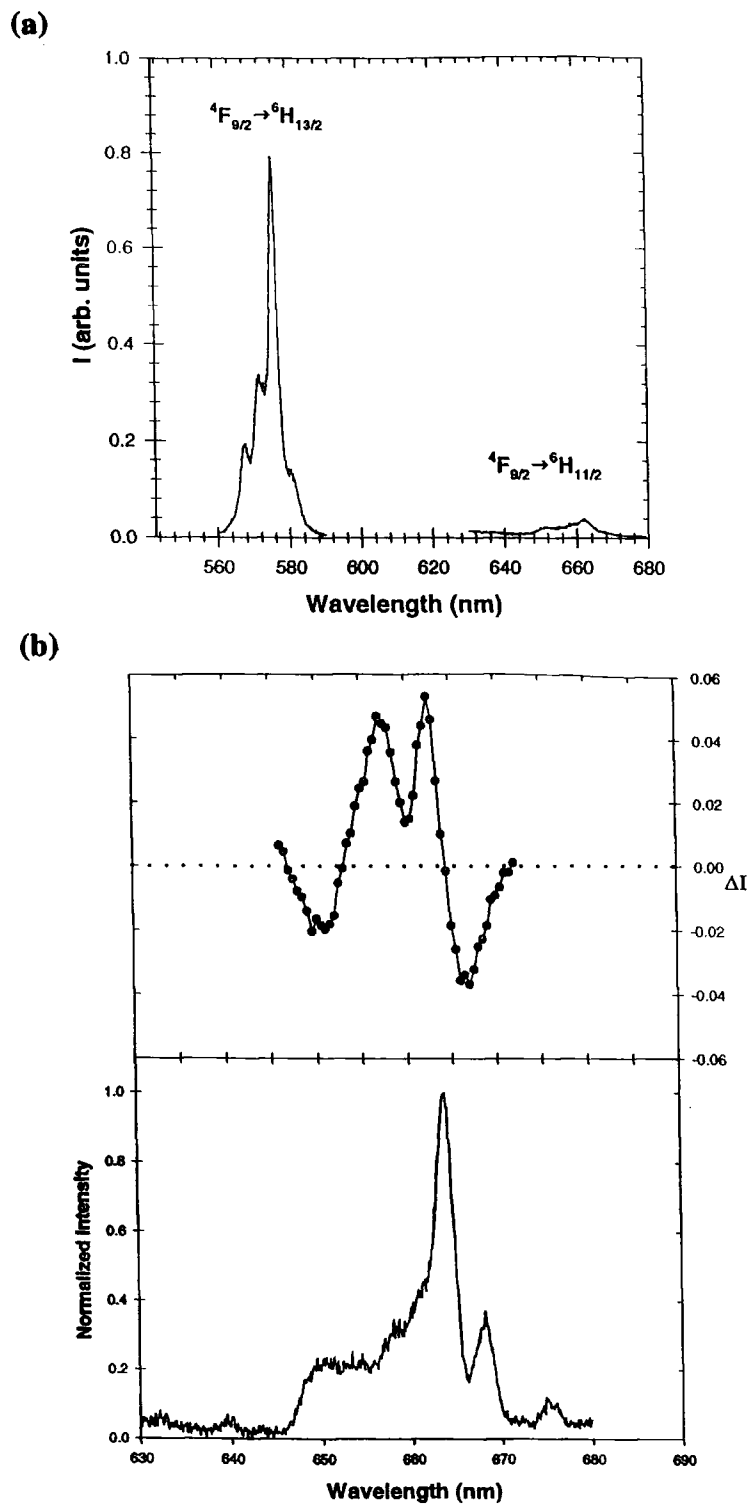 (a)
1.0
0.8
0.6
0.4
0.2
0.0
I (arb. units)
⁴F₉/₂→⁶H₁₃/₂
⁴F₉/₂→⁶H₁₁/₂
560 580 600 620 640 660 680
Wavelength (nm)
(b)
0.06
0.04
0.02
0.00
ΔI
-0.02
-0.04
-0.06
1.0
0.8
0.6
0.4
0.2
0.0
Normalized Intensity
630 640 650 660 670 680 690
Wavelength (nm)